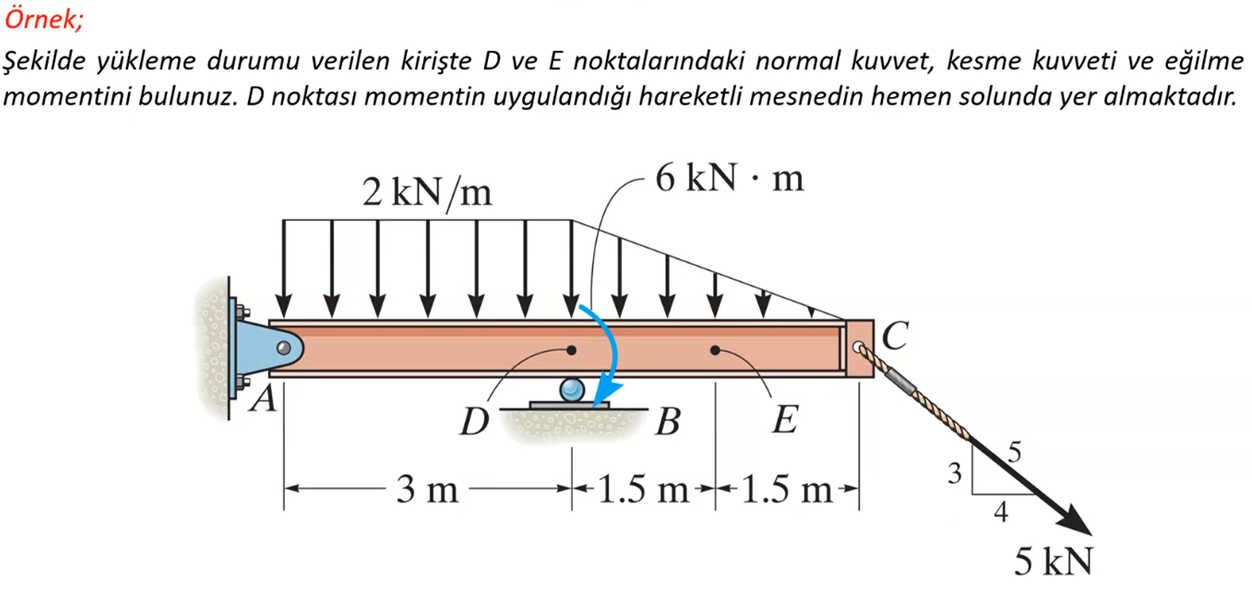 Örnek;
Şekilde yükleme durumu verilen kirişte D ve E noktalarındaki normal kuvvet, kesme kuvveti ve eğilme
momentini bulunuz. D noktası momentin uygulandığı hareketli mesnedin hemen solunda yer almaktadır.
6 kN · m
2 kN/m
C
A
D
B
E
3 m
1.5 m
1.5 m
5
3
4
5 kN